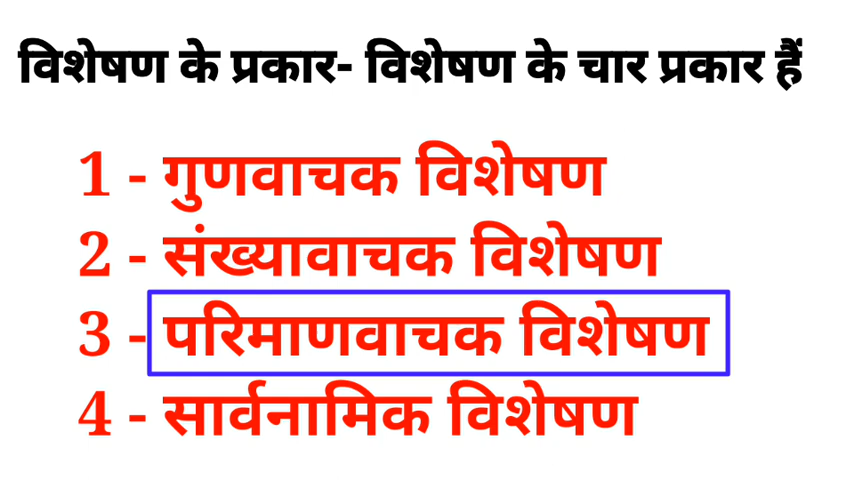 विशेषण के प्रकार- विशेषण के चार प्रकार हैं
1 - गुणवाचक विशेषण
2 - संख्यावाचक विशेषण
3 - परिमाणवाचक विशेषण
4 - सार्वनामिक विशेषण